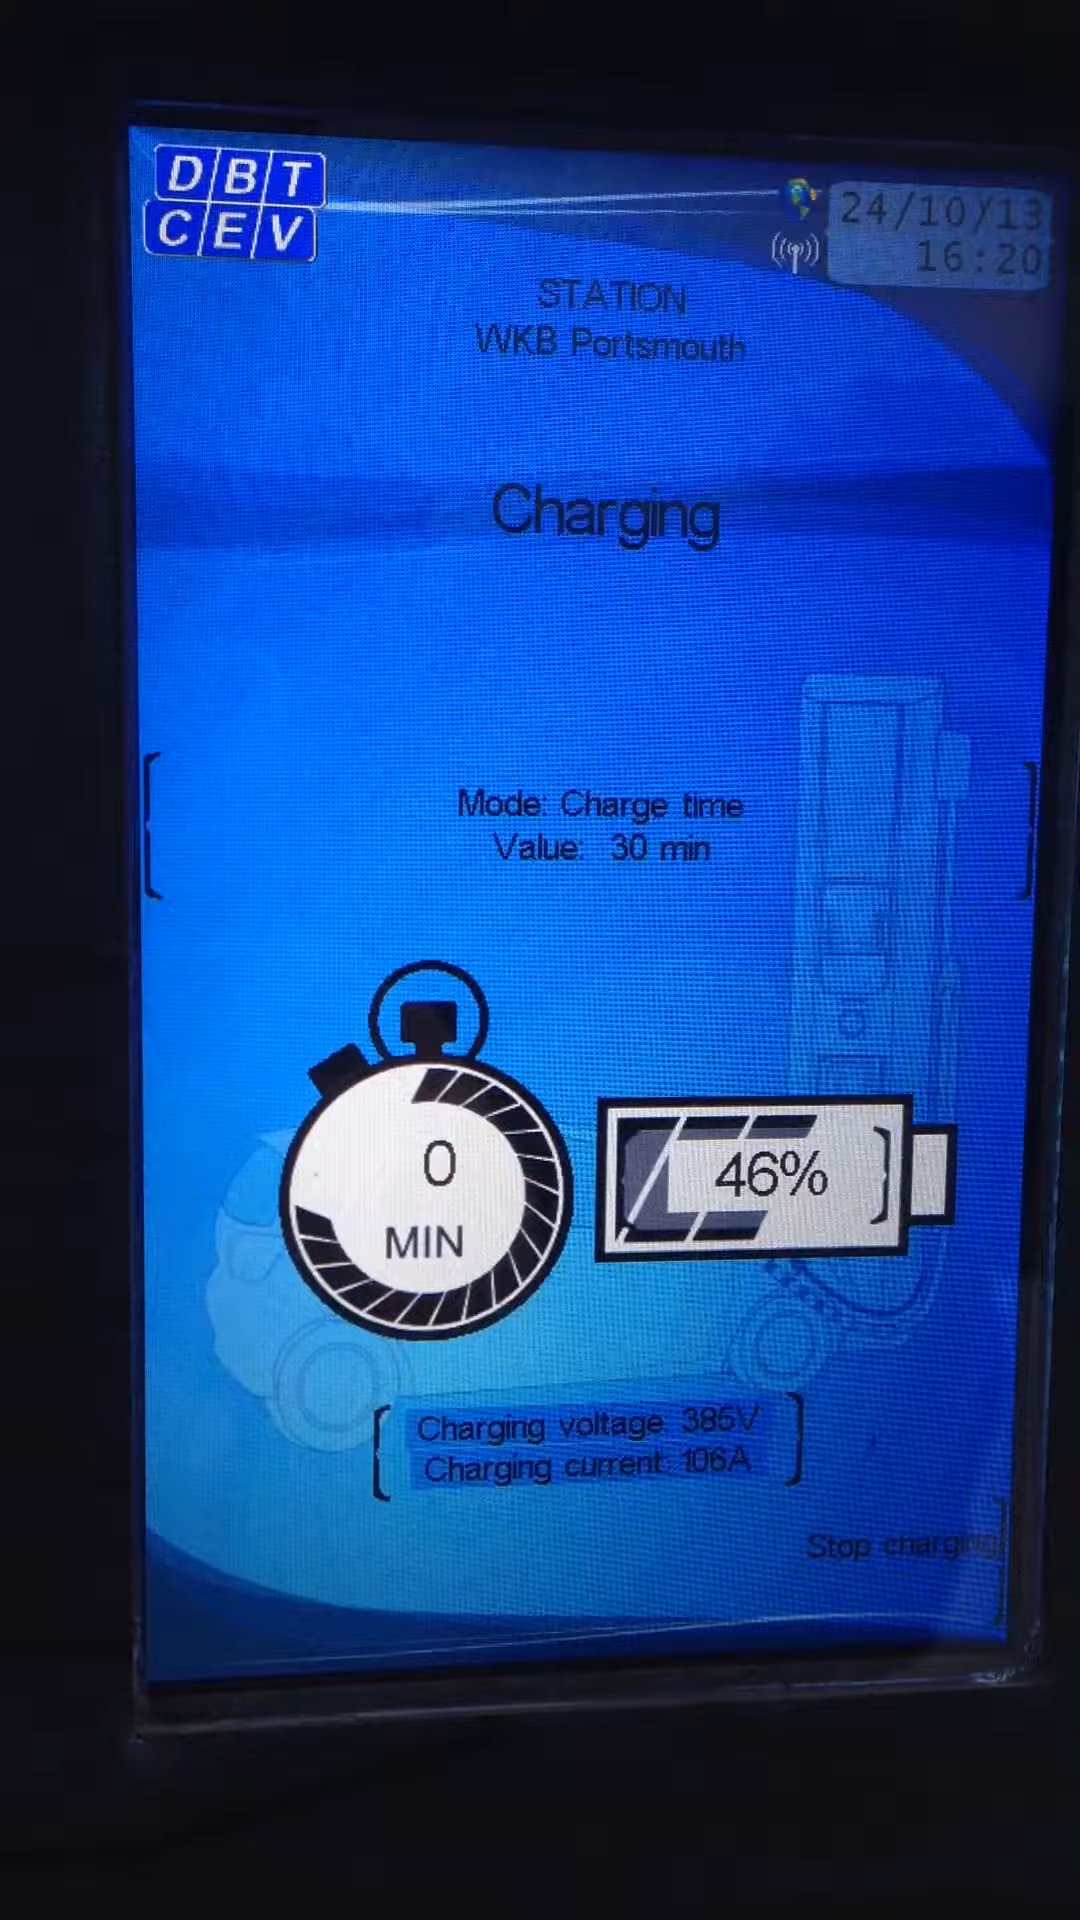 DBT
CEV
24/10/13
16:20
STATION
WKB Portsmouth
Charging
Mode: Charge time
Value: 30 min
0
MIN
46%
Charging voltage 385V
Charging current: 106A
Stop charging